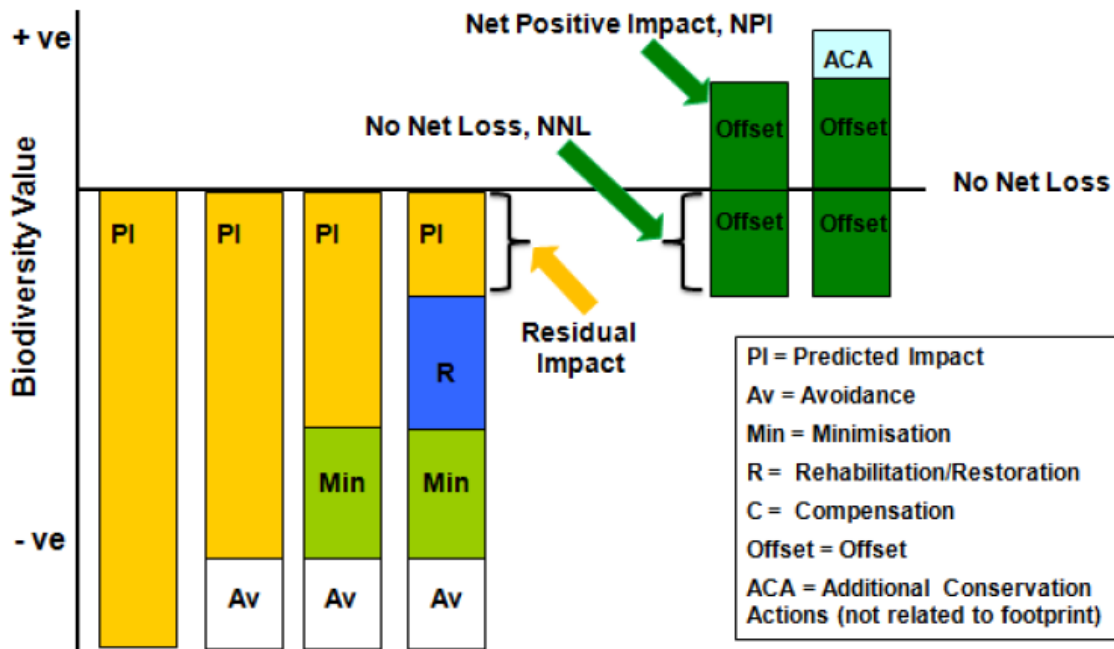 + ve
Net Positive Impact, NPI
ACA
No Net Loss, NNL
Offset
Offset
Biodiversity Value
No Net Loss
PI
PI
PI
PI
Offset
Offset
Residual
Impact
R
Min
Min
- ve
Av
Av
Av
PI = Predicted Impact
Av = Avoidance
Min = Minimisation
R = Rehabilitation/Restoration
C = Compensation
Offset = Offset
ACA = Additional Conservation
Actions (not related to footprint)